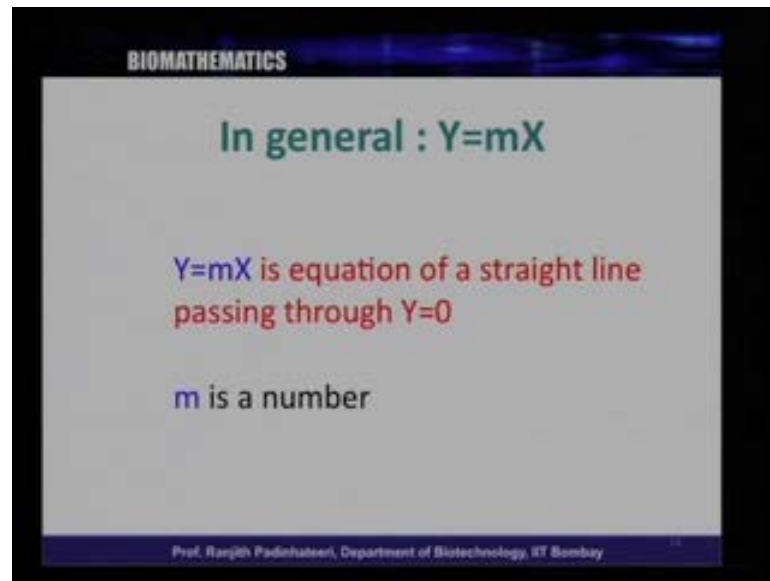 BIOMATHEMATICS
In general : Y=mX
Y=mX is equation of a straight line
passing through Y=0
m is a number
Prof. Ranjith Padinhateeri, Department of Biotechnology, IIT Bombay